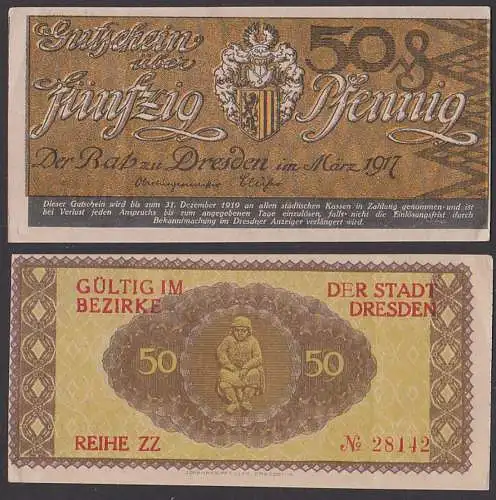 Gutschein
über
50 ₰
fünfzig Pfennig
Der Rat zu Dresden im März 1917
Oberbürgermeister
Dieser Gutschein wird bis zum 31. Dezember 1919 an allen städtischen Kassen in Zahlung genommen und ist
bei Verlust jeden Anspruchs bis zum angegebenen Tage einzulösen, falls nicht die Einlösungsfrist durch
Bekanntmachung im Dresdner Anzeiger verlängert wird.
GÜLTIG IM DER STADT
BEZIRKE DRESDEN
50 50
REIHE ZZ № 28142